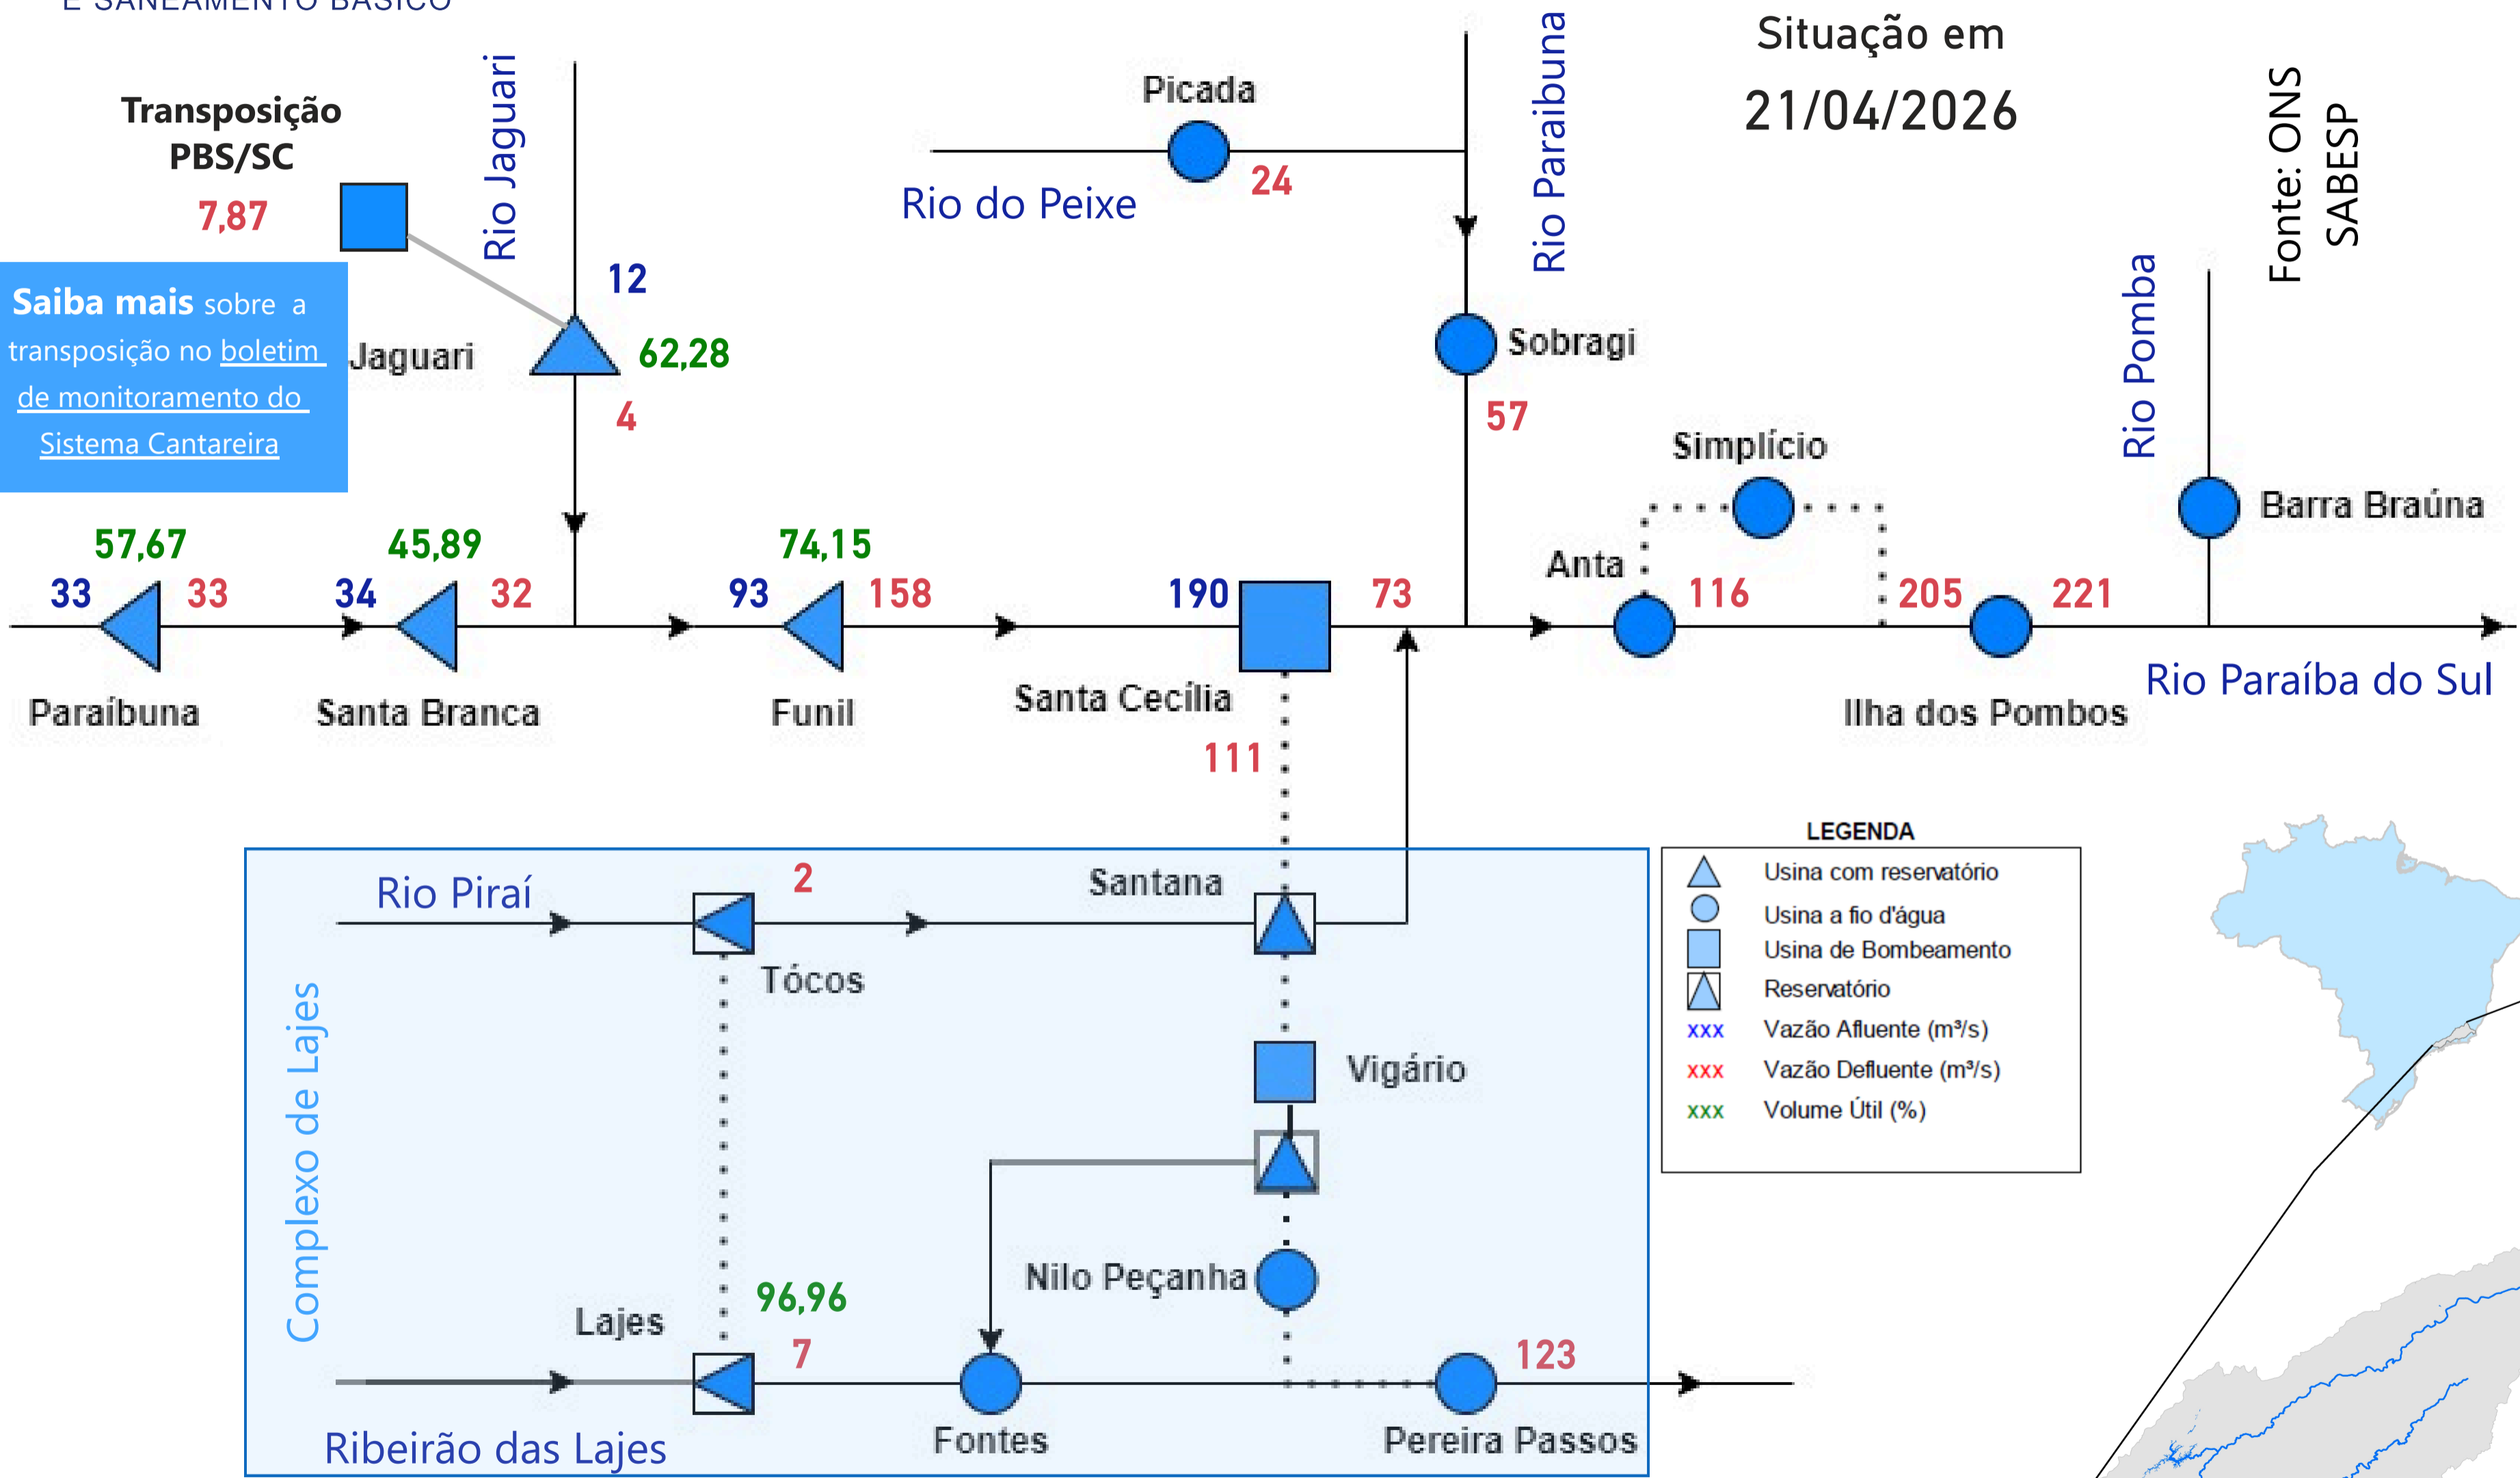 E SANEAMENTO BÁSICO
Situação em
21/04/2026
Fonte: ONS
SABESP
Transposição
PBS/SC
7,87
Rio Jaguari
12
62,28
4
Jaguari
Saiba mais sobre a
transposição no boletim
de monitoramento do
Sistema Cantareira
Picada
24
Rio do Peixe
Rio Paraibuna
Sobragi
57
Simplício
Rio Pomba
Barra Braúna
57,67
33
33
Paraíbuna
45,89
34
32
Santa Branca
74,15
93
158
Funil
190
73
Santa Cecília
111
Anta
116
205
221
Ilha dos Pombos
Rio Paraíba do Sul
Complexo de Lajes
Rio Piraí
2
Tócos
Santana
Vigário
Nilo Peçanha
Lajes
96,96
7
Fontes
123
Pereira Passos
Ribeirão das Lajes
LEGENDA
Usina com reservatório
Usina a fio d'água
Usina de Bombeamento
Reservatório
xxx Vazão Afluente (m³/s)
xxx Vazão Defluente (m³/s)
xxx Volume Útil (%)